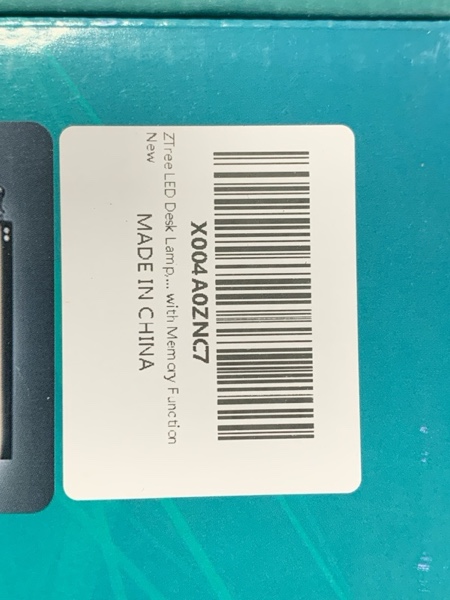 X004A0ZNC7
ZTree LED Desk Lamp,... with Memory Function
New
MADE IN CHINA